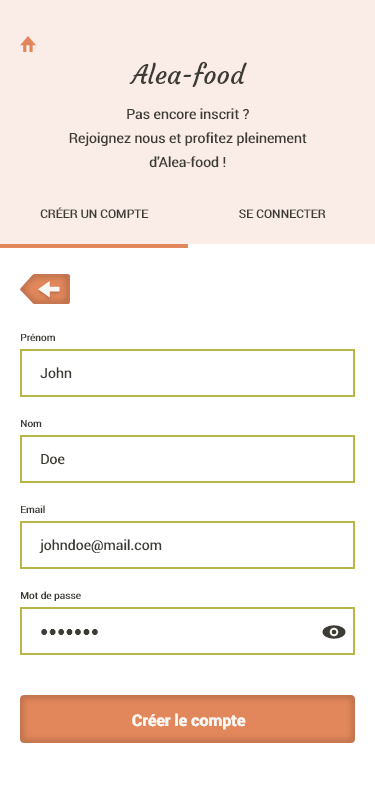 Alea-food
Pas encore inscrit ?
Rejoignez nous et profitez pleinement
d'Alea-food !
CRÉER UN COMPTE
SE CONNECTER
Prénom
John
Nom
Doe
Email
johndoe@mail.com
Mot de passe
•••••••
Créer le compte